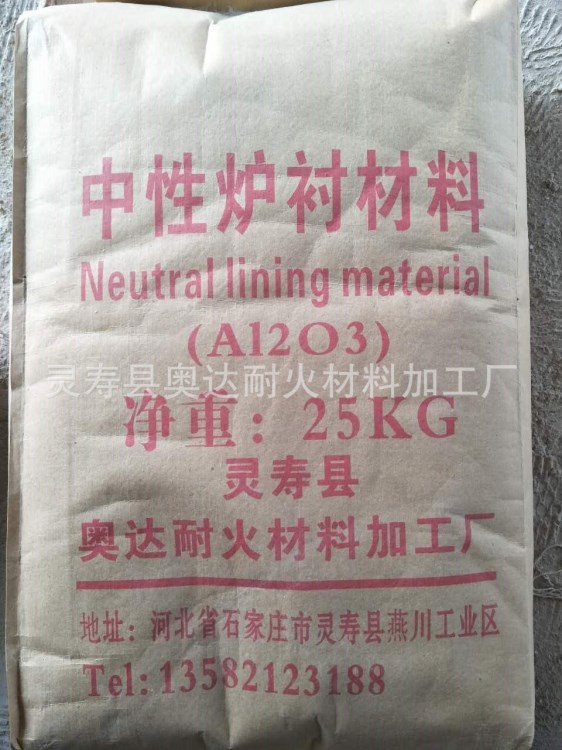 中性炉衬材料
Neutral lining material
(Al2O3)
灵寿县奥达耐火材料加工厂
净重：25KG
灵寿县
奥达耐火材料加工厂
地址：河北省石家庄市灵寿县燕川工业区
Tel:13582123188